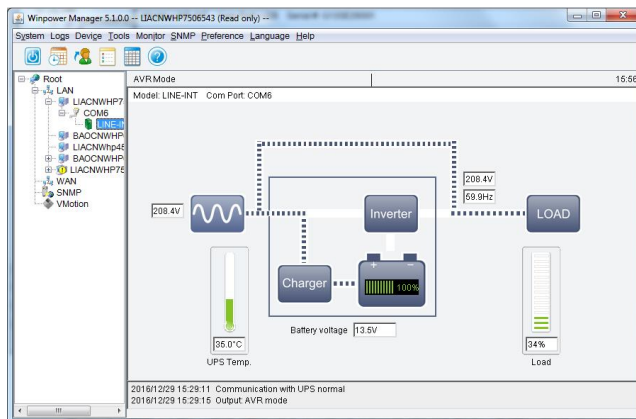 Winpower Manager 5.1.0.0 -- LIACNWHP7506543 (Read only) --
System Logs Device Tools Monitor SNMP Preference Language Help
Root
LAN
LIACNWHP7
COM6
LINE-IN
BAOCNWHP
LIACNWhp45
BAOCNWHP
LIACNWHP75
WAN
SNMP
VMotion
AVR Mode
15:56
Model: LINE-INT Com Port: COM6
208.4V
208.4V
59.9Hz
Inverter
LOAD
Charger
+ −
100%
Battery voltage 13.5V
35.0°C
UPS Temp.
34%
Load
2016/12/29 15:29:11 Communication with UPS normal
2016/12/29 15:29:15 Output: AVR mode